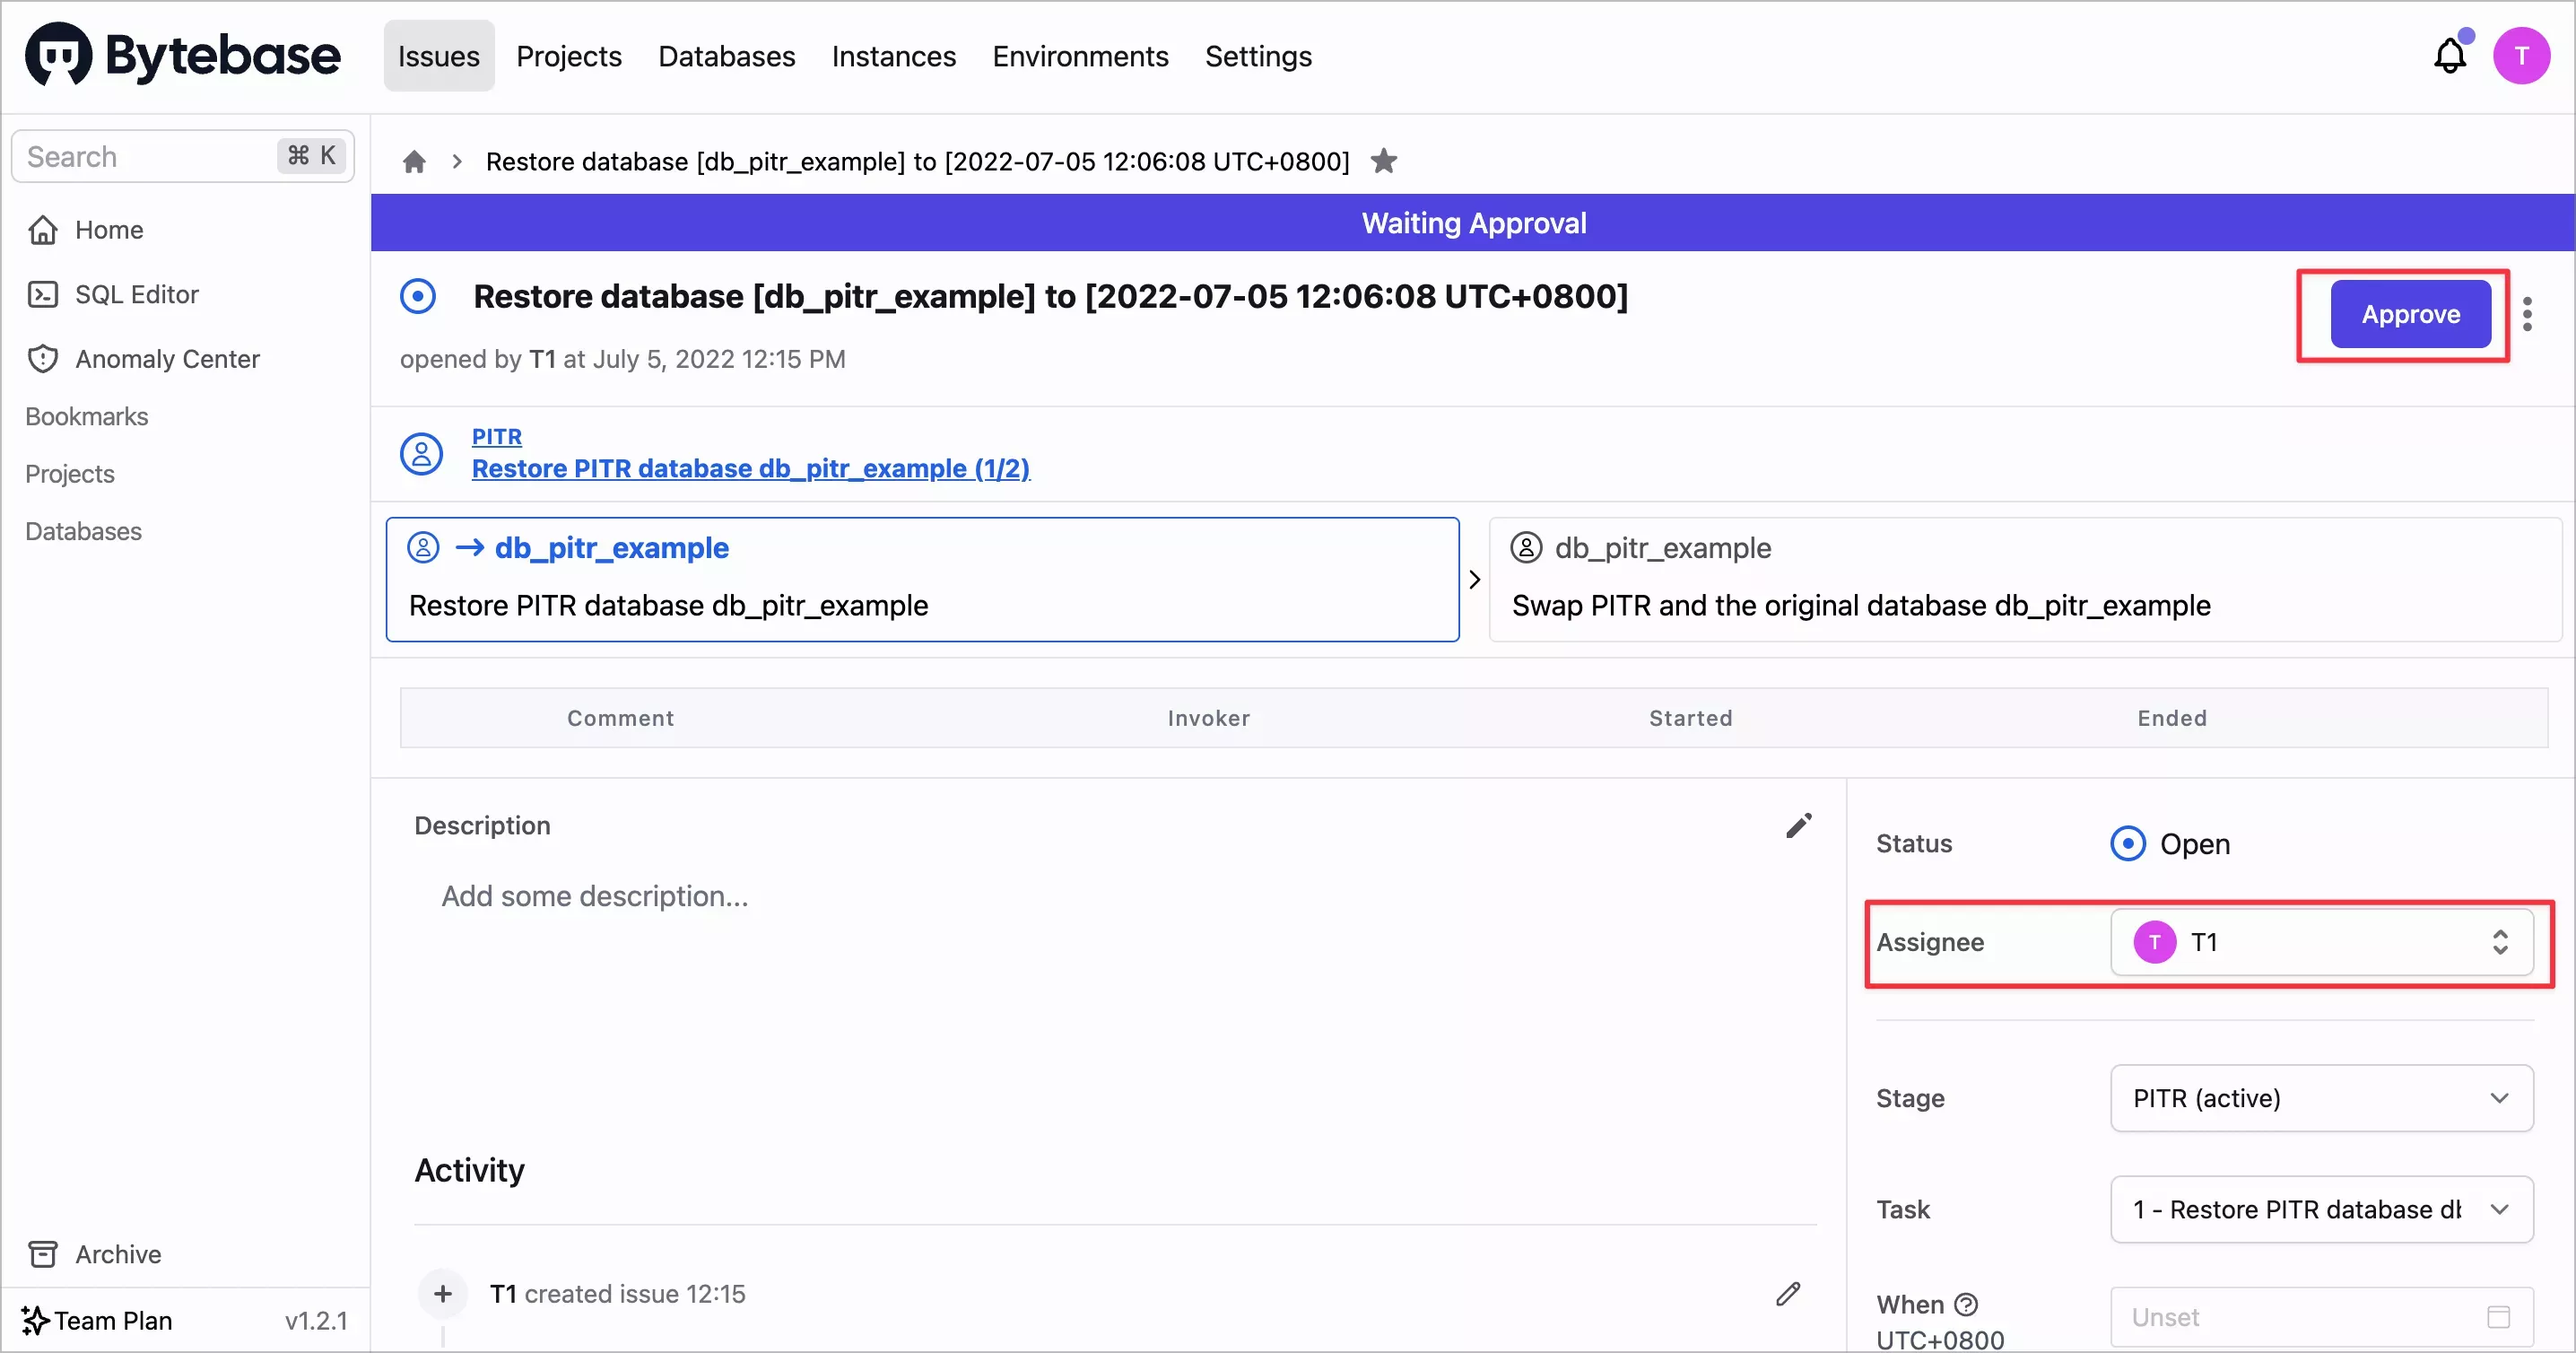 Bytebase
Issues
Projects
Databases
Instances
Environments
Settings
T
Search
⌘ K
Home
SQL Editor
Anomaly Center
Bookmarks
Projects
Databases
Archive
Team Plan
v1.2.1
Restore database [db_pitr_example] to [2022-07-05 12:06:08 UTC+0800]
Waiting Approval
Restore database [db_pitr_example] to [2022-07-05 12:06:08 UTC+0800]
Approve
opened by T1 at July 5, 2022 12:15 PM
PITR
Restore PITR database db_pitr_example (1/2)
→ db_pitr_example
Restore PITR database db_pitr_example
db_pitr_example
Swap PITR and the original database db_pitr_example
Comment
Invoker
Started
Ended
Description
Add some description...
Activity
T1 created issue 12:15
Status
Open
Assignee
T
T1
Stage
PITR (active)
Task
1 - Restore PITR database
When
UTC+0800
Unset